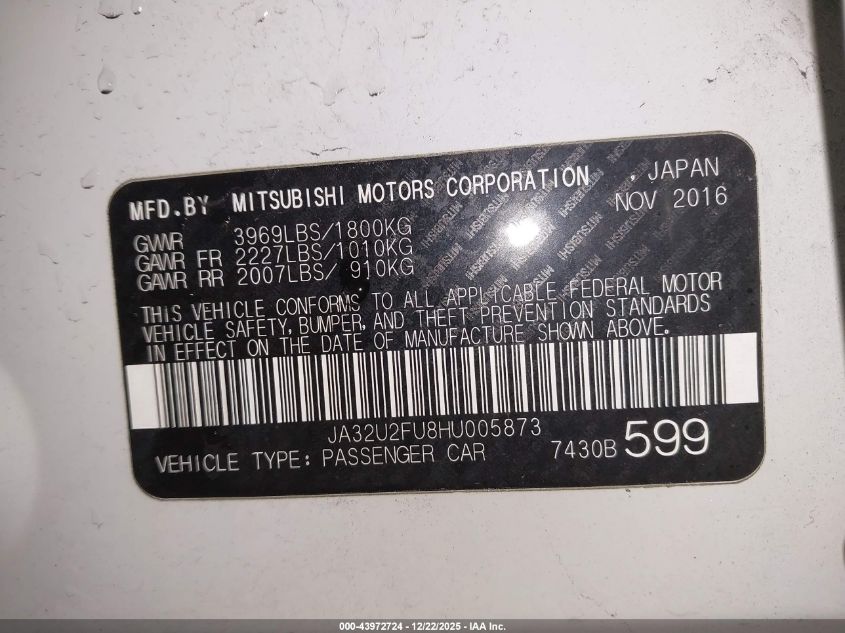 MFD.BY MITSUBISHI MOTORS CORPORATION , JAPAN
NOV 2016
GVWR 3969LBS/1800KG
GAWR FR 2227LBS/1010KG
GAWR RR 2007LBS/ 910KG
THIS VEHICLE CONFORMS TO ALL APPLICABLE FEDERAL MOTOR
VEHICLE SAFETY, BUMPER, AND THEFT PREVENTION STANDARDS
IN EFFECT ON THE DATE OF MANUFACTURE SHOWN ABOVE.
JA32U2FU8HU005873
VEHICLE TYPE: PASSENGER CAR 7430B 599
000-43972724 - 12/22/2025 - IAA Inc.